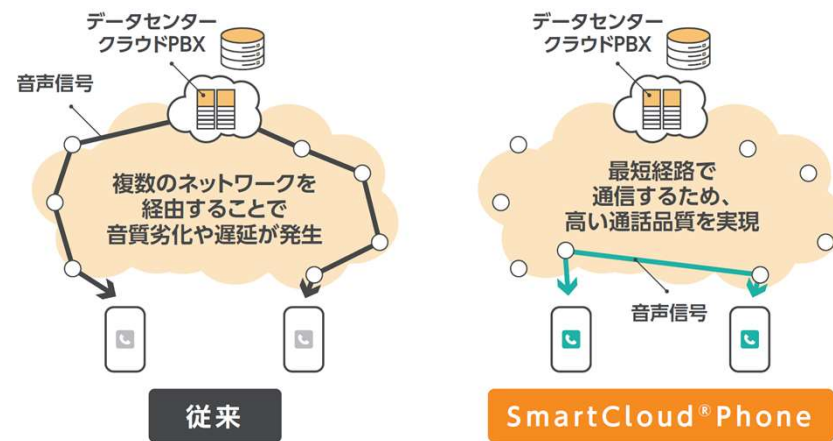 データセンター
クラウドPBX
音声信号
複数のネットワークを
経由することで
音質劣化や遅延が発生
従来
データセンター
クラウドPBX
最短経路で
通信するため、
高い通話品質を実現
音声信号
SmartCloud®Phone